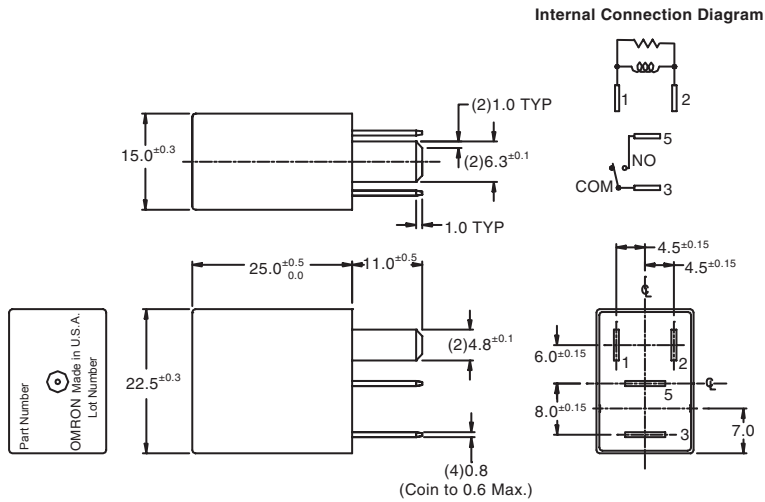 Internal Connection Diagram
1
2
5
NO
COM
3
(2)1.0 TYP
15.0±0.3
(2)6.3±0.1
1.0 TYP
25.0±0.5 0.0
11.0±0.5
4.5±0.15
4.5±0.15
℄
Part Number
OMRON Made in U.S.A.
Lot Number
22.5±0.3
(2)4.8±0.1
6.0±0.15
1
2
℄
5
8.0±0.15
3
7.0
(4)0.8
(Coin to 0.6 Max.)